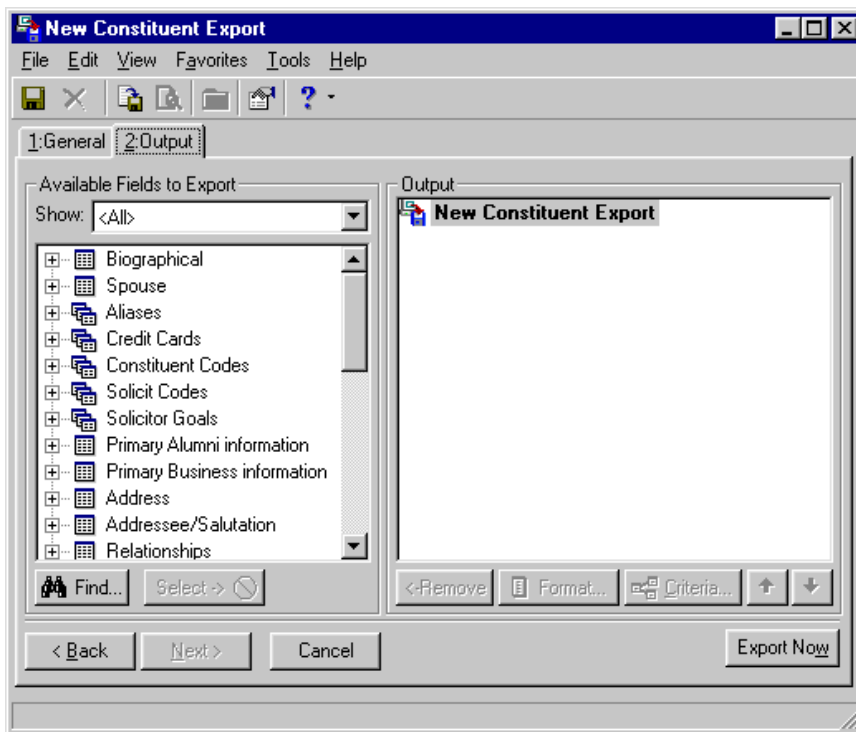 New Constituent Export
File Edit View Favorites Tools Help
?
1:General 2:Output
Available Fields to Export
Show: <All>
Biographical
Spouse
Aliases
Credit Cards
Constituent Codes
Solicit Codes
Solicitor Goals
Primary Alumni information
Primary Business information
Address
Addressee/Salutation
Relationships
Find... Select ->
Output
New Constituent Export
<-Remove Format... Criteria...
< Back Next > Cancel Export Now